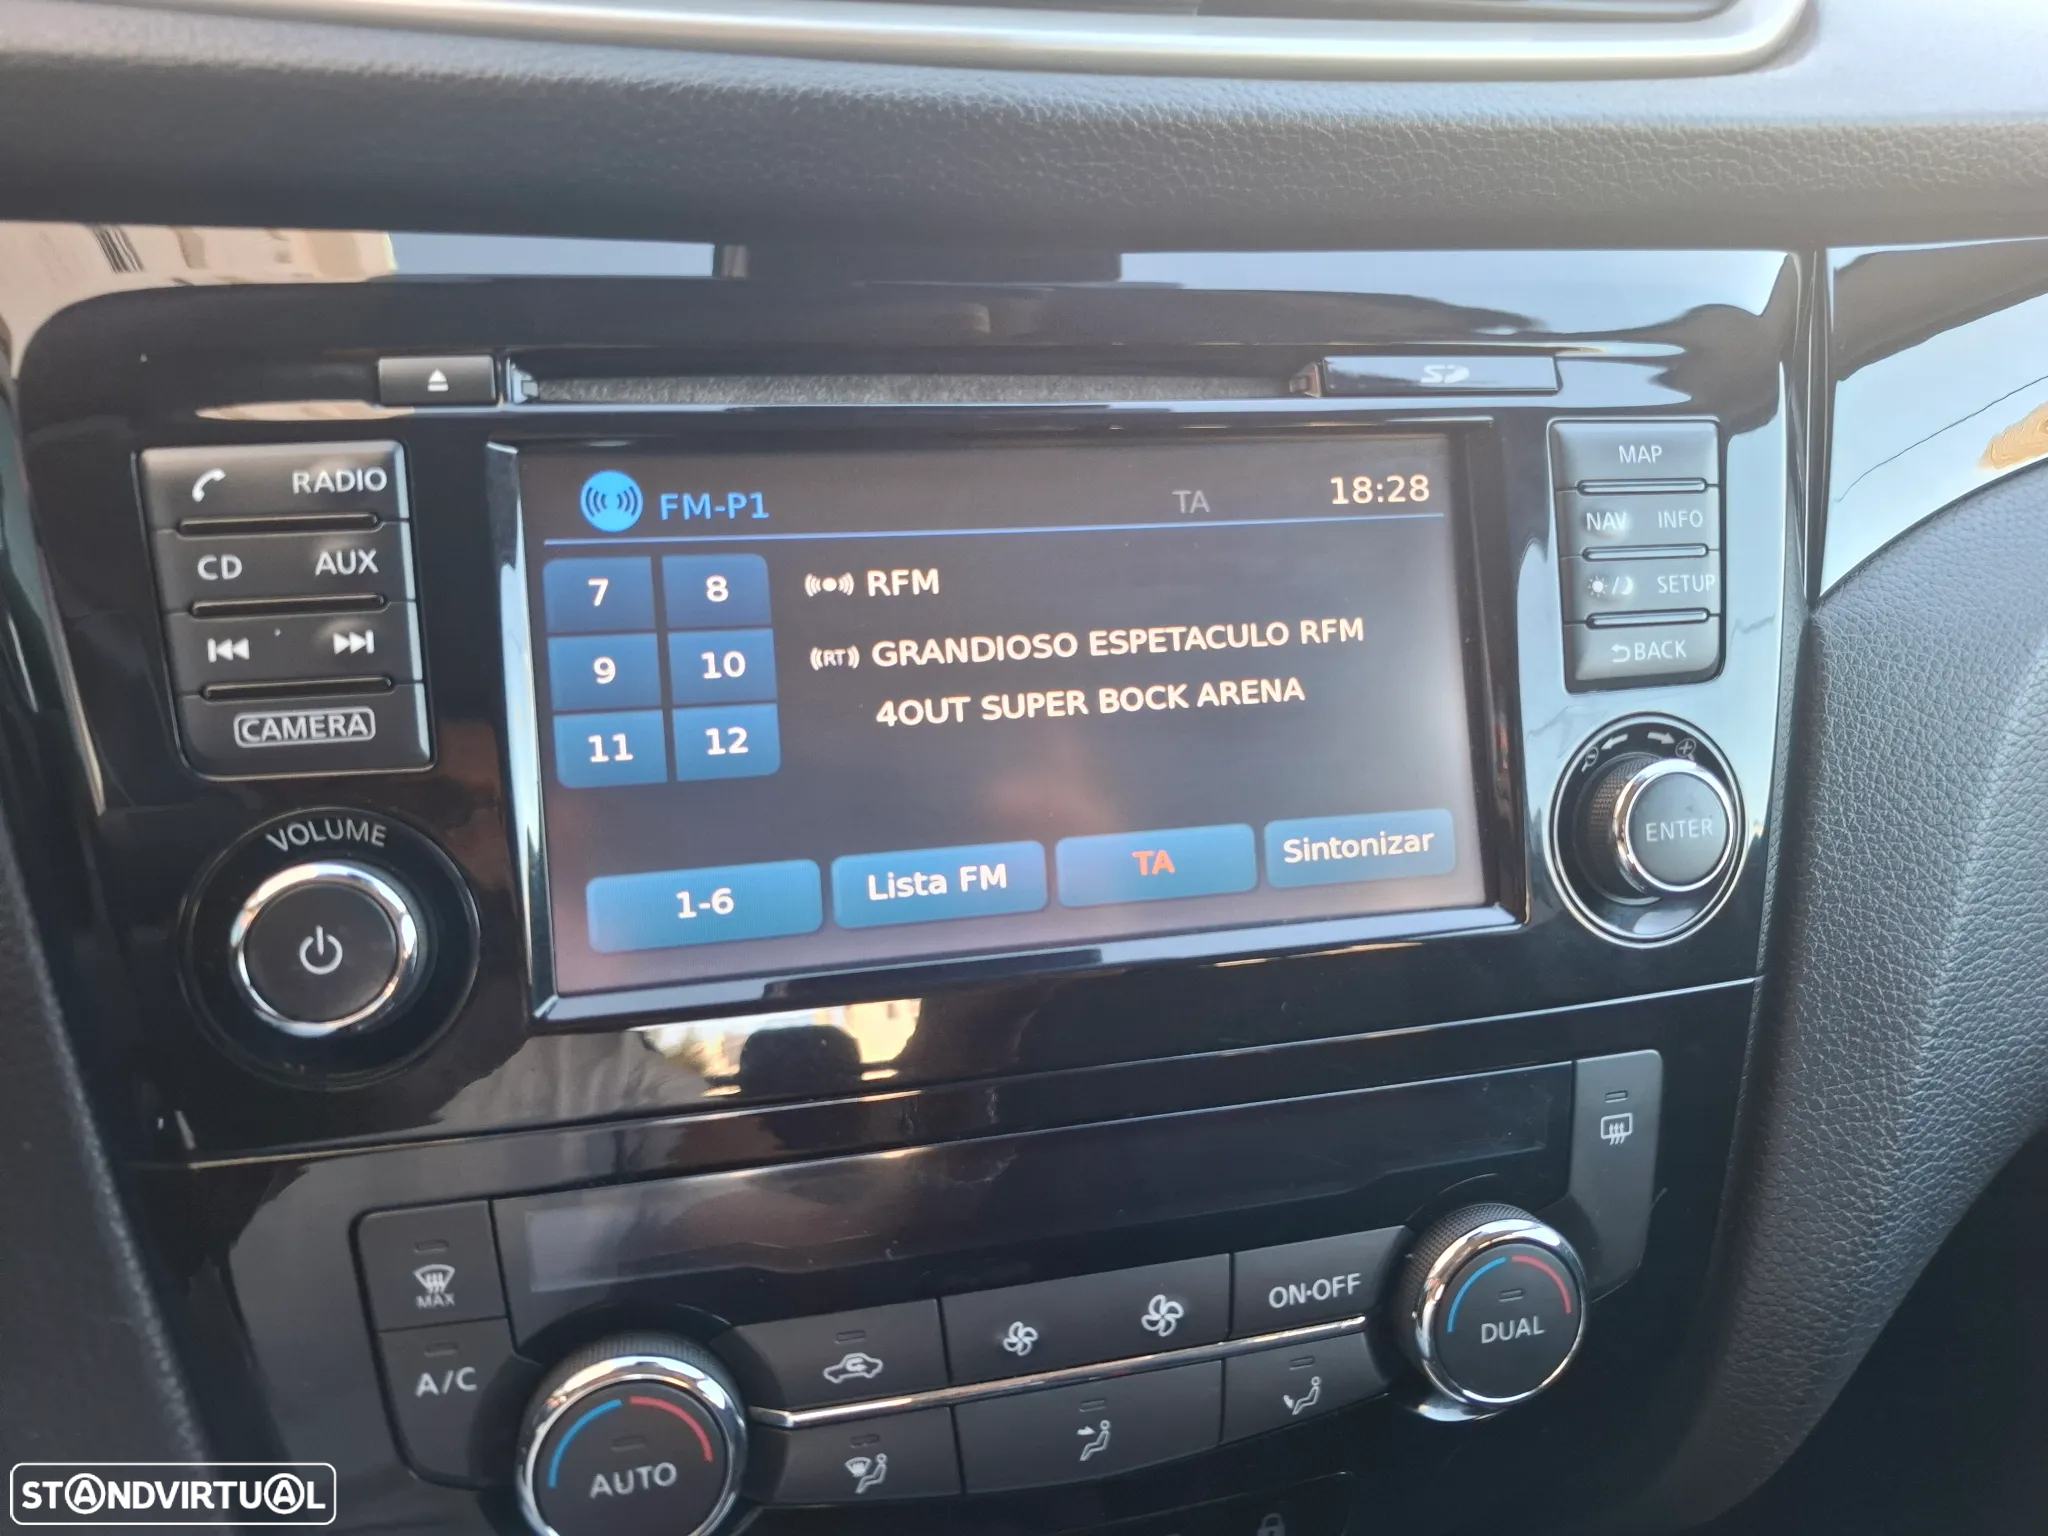 RADIO
CD AUX
CAMERA
VOLUME
FM-P1 TA 18:28
7 8
9 10
11 12
RFM
RT GRANDIOSO ESPETACULO RFM
4OUT SUPER BOCK ARENA
1-6 Lista FM TA Sintonizar
MAP
NAV INFO
SETUP
BACK
ENTER
MAX
A/C
AUTO
ON·OFF
DUAL
STANDVIRTUAL